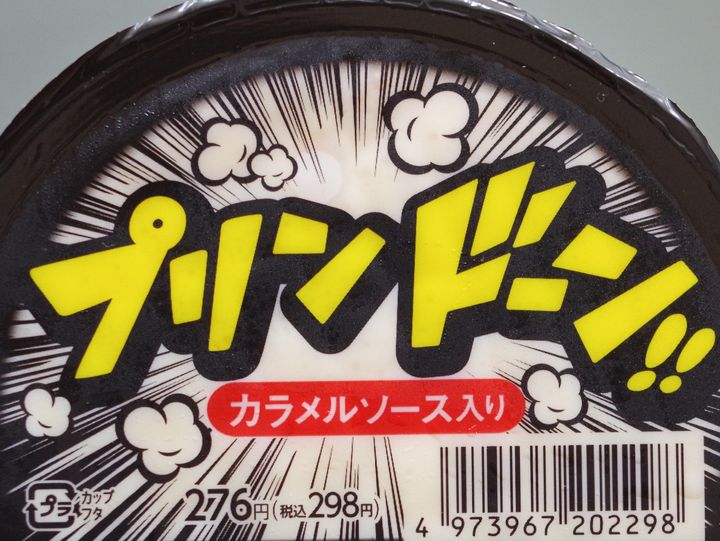 プリンドーン!!
カラメルソース入り
プラ カップ フタ
276円(税込298円)
4 973967 202298